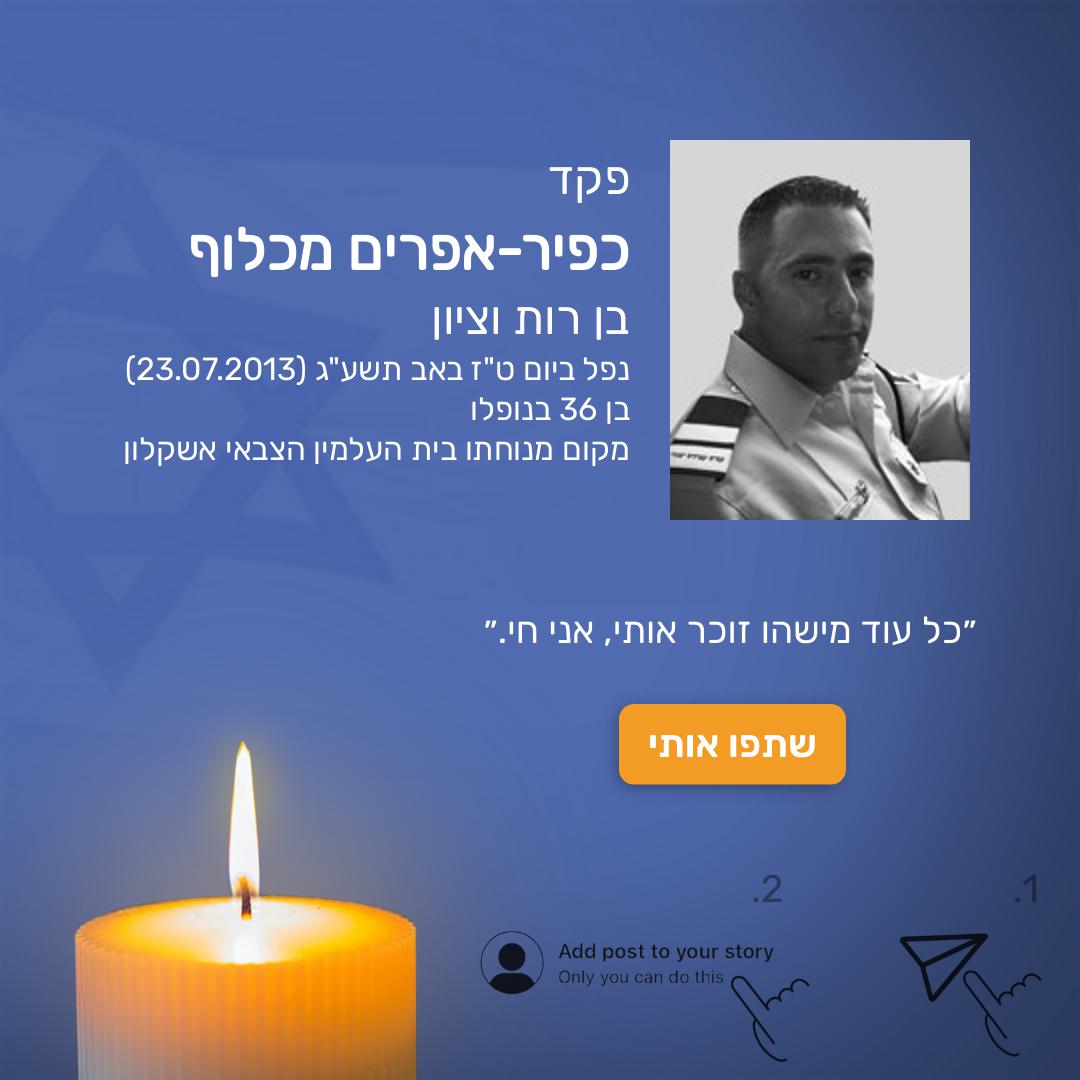 פקד
כפיר-אפרים מכלוף
בן רות וציון
נפל ביום ט"ז באב תשע"ג (23.07.2013)
בן 36 בנופלו
מקום מנוחתו בית העלמין הצבאי אשקלון
״כל עוד מישהו זוכר אותי, אני חי.״
שתפו אותי
1.
2.
Add post to your story
Only you can do this